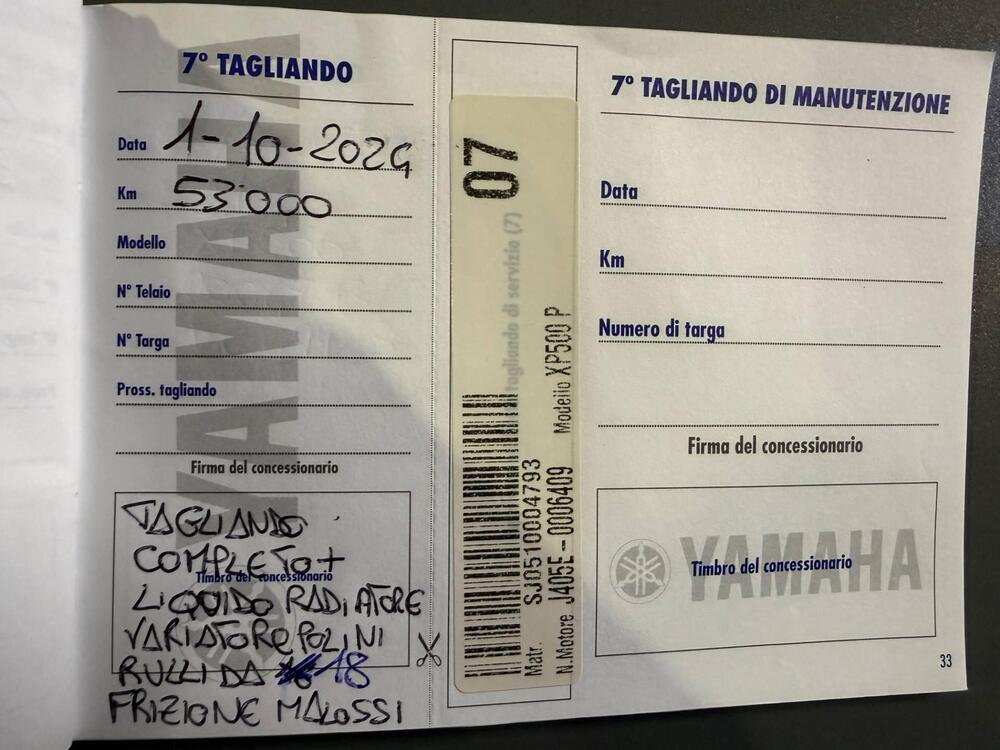 7° TAGLIANDO
Data 1-10-2024
Km 53'000
Modello
N° Telaio
N° Targa
Pross. tagliando
Firma del concessionario
TAGLIANDO
COMPLETO +
Timbro del concessionario
LIQUIDO RADIATORE
VARIATORE POLINI
RULLI DA 18
FRIZIONE MALOSSI
YAMAHA
07
tagliando di servizio (7)
Matr. SJ0510004793
N.Motore J405E-0006409 Modello XP500 P
7° TAGLIANDO DI MANUTENZIONE
Data
Km
Numero di targa
Firma del concessionario
YAMAHA
Timbro del concessionario
33